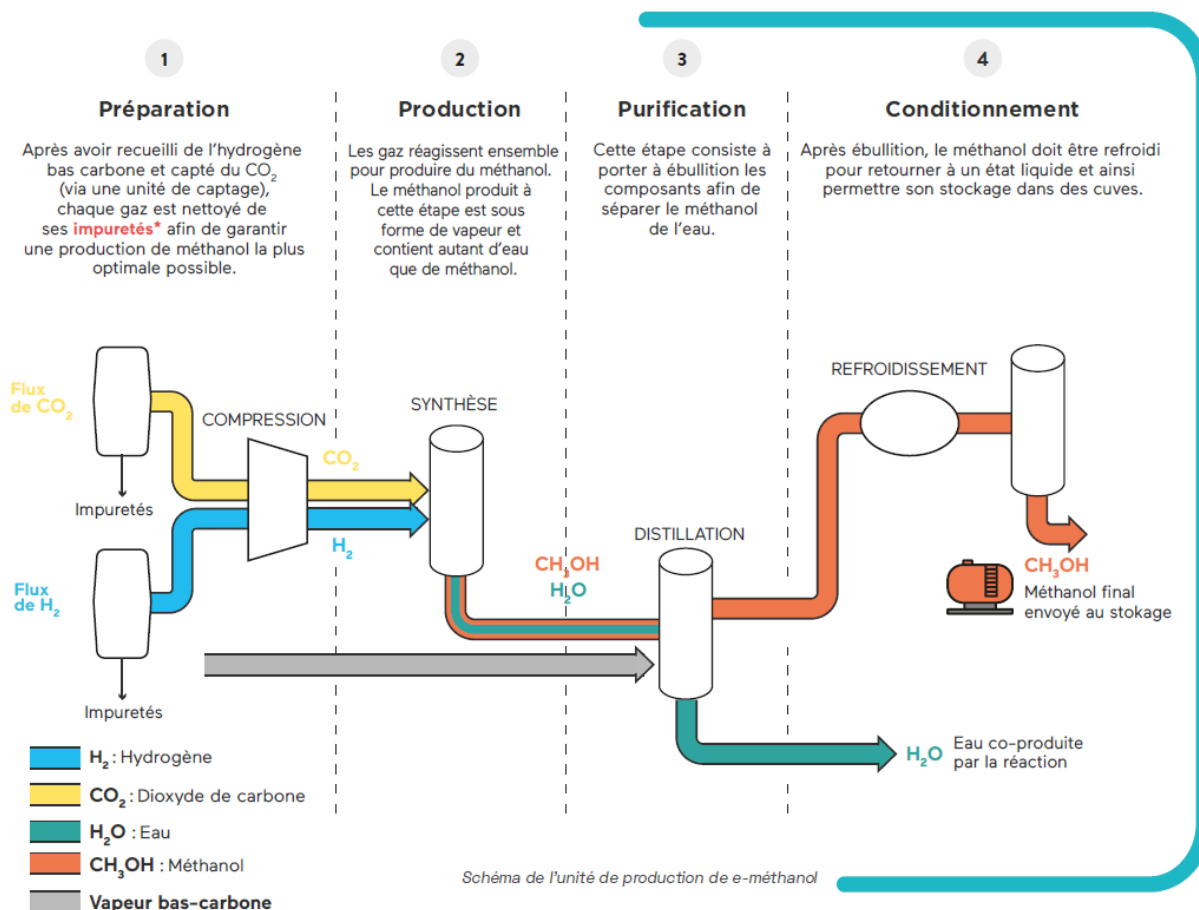 1
Préparation
Après avoir recueilli de l'hydrogène
bas carbone et capté du CO₂
(via une unité de captage),
chaque gaz est nettoyé de
ses impuretés* afin de garantir
une production de méthanol la plus
optimale possible.
2
Production
Les gaz réagissent ensemble
pour produire du méthanol.
Le méthanol produit à
cette étape est sous
forme de vapeur et
contient autant d'eau
que de méthanol.
3
Purification
Cette étape consiste à
porter à ébullition les
composants afin de
séparer le méthanol
de l'eau.
4
Conditionnement
Après ébullition, le méthanol doit être refroidi
pour retourner à un état liquide et ainsi
permettre son stockage dans des cuves.
Flux
de CO₂
Impuretés
Flux
de H₂
Impuretés
COMPRESSION
CO₂
H₂
SYNTHÈSE
CH₃OH
H₂O
DISTILLATION
REFROIDISSEMENT
CH₃OH
Méthanol final
envoyé au stokage
H₂O
Eau co-produite
par la réaction
H₂ : Hydrogène
CO₂ : Dioxyde de carbone
H₂O : Eau
CH₃OH : Méthanol
Vapeur bas-carbone
Schéma de l'unité de production de e-méthanol